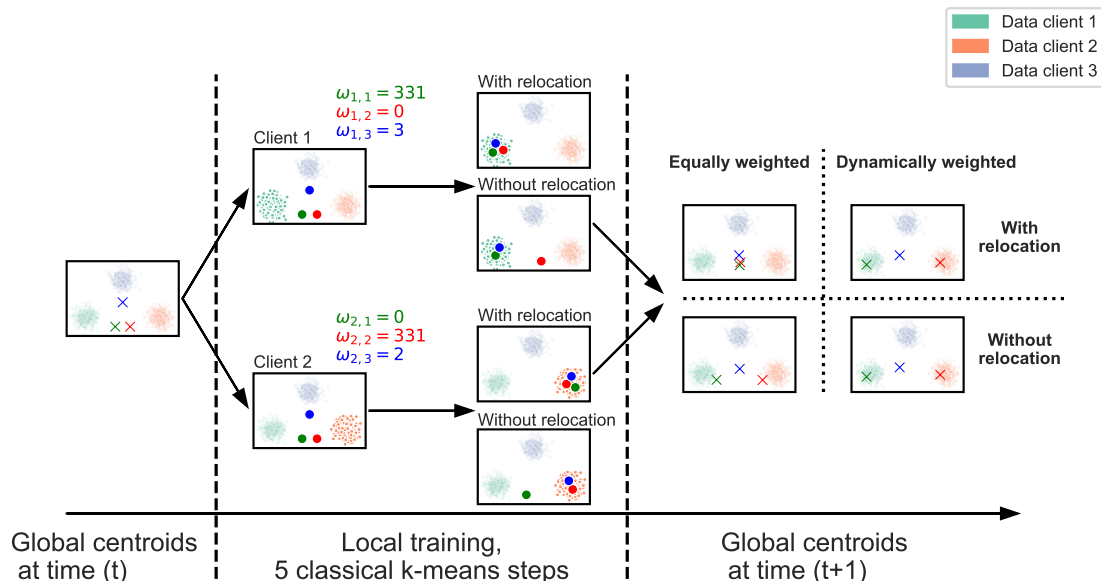 Data client 1
Data client 2
Data client 3
With relocation
ω1,1 = 331
ω1,2 = 0
ω1,3 = 3
Client 1
Without relocation
Equally weighted
Dynamically weighted
With
relocation
ω2,1 = 0
ω2,2 = 331
ω2,3 = 2
With relocation
Client 2
Without
relocation
Without relocation
Global centroids
at time (t)
Local training,
5 classical k-means steps
Global centroids
at time (t+1)